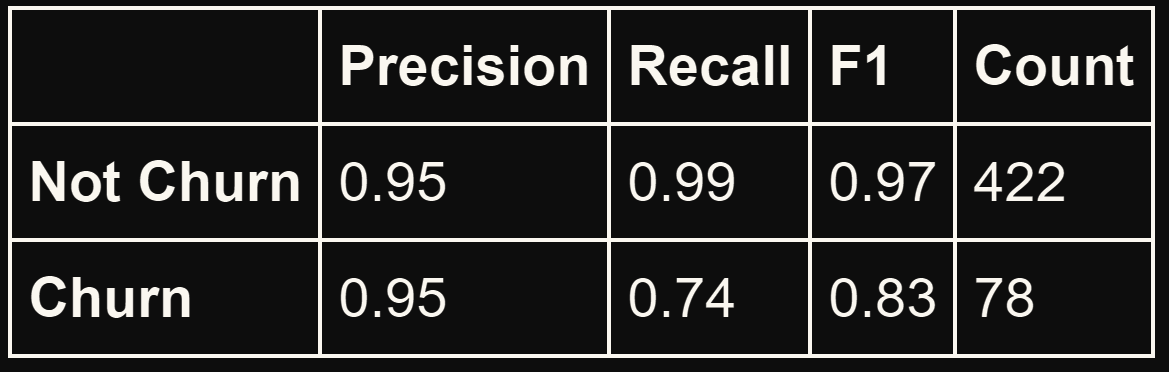 Precision Recall F1 Count
Not Churn 0.95 0.99 0.97 422
Churn 0.95 0.74 0.83 78